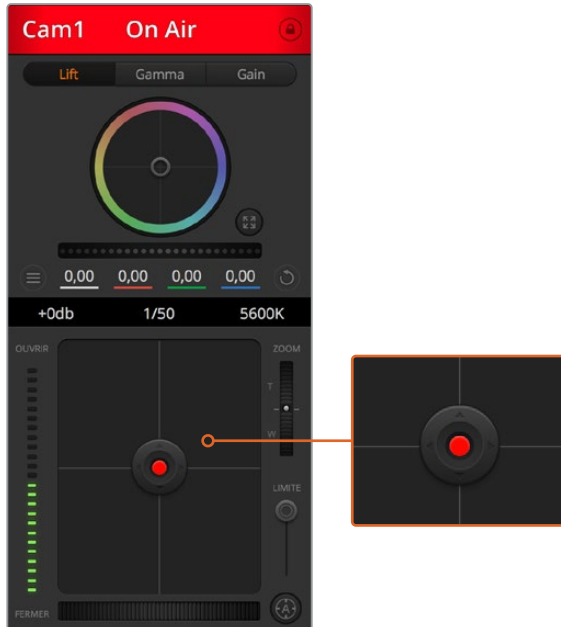 Cam1 On Air
Lift Gamma Gain
0,00 0,00 0,00 0,00
+0db 1/50 5600K
OUVRIR ZOOM
T
W
LIMITE
FERMER A